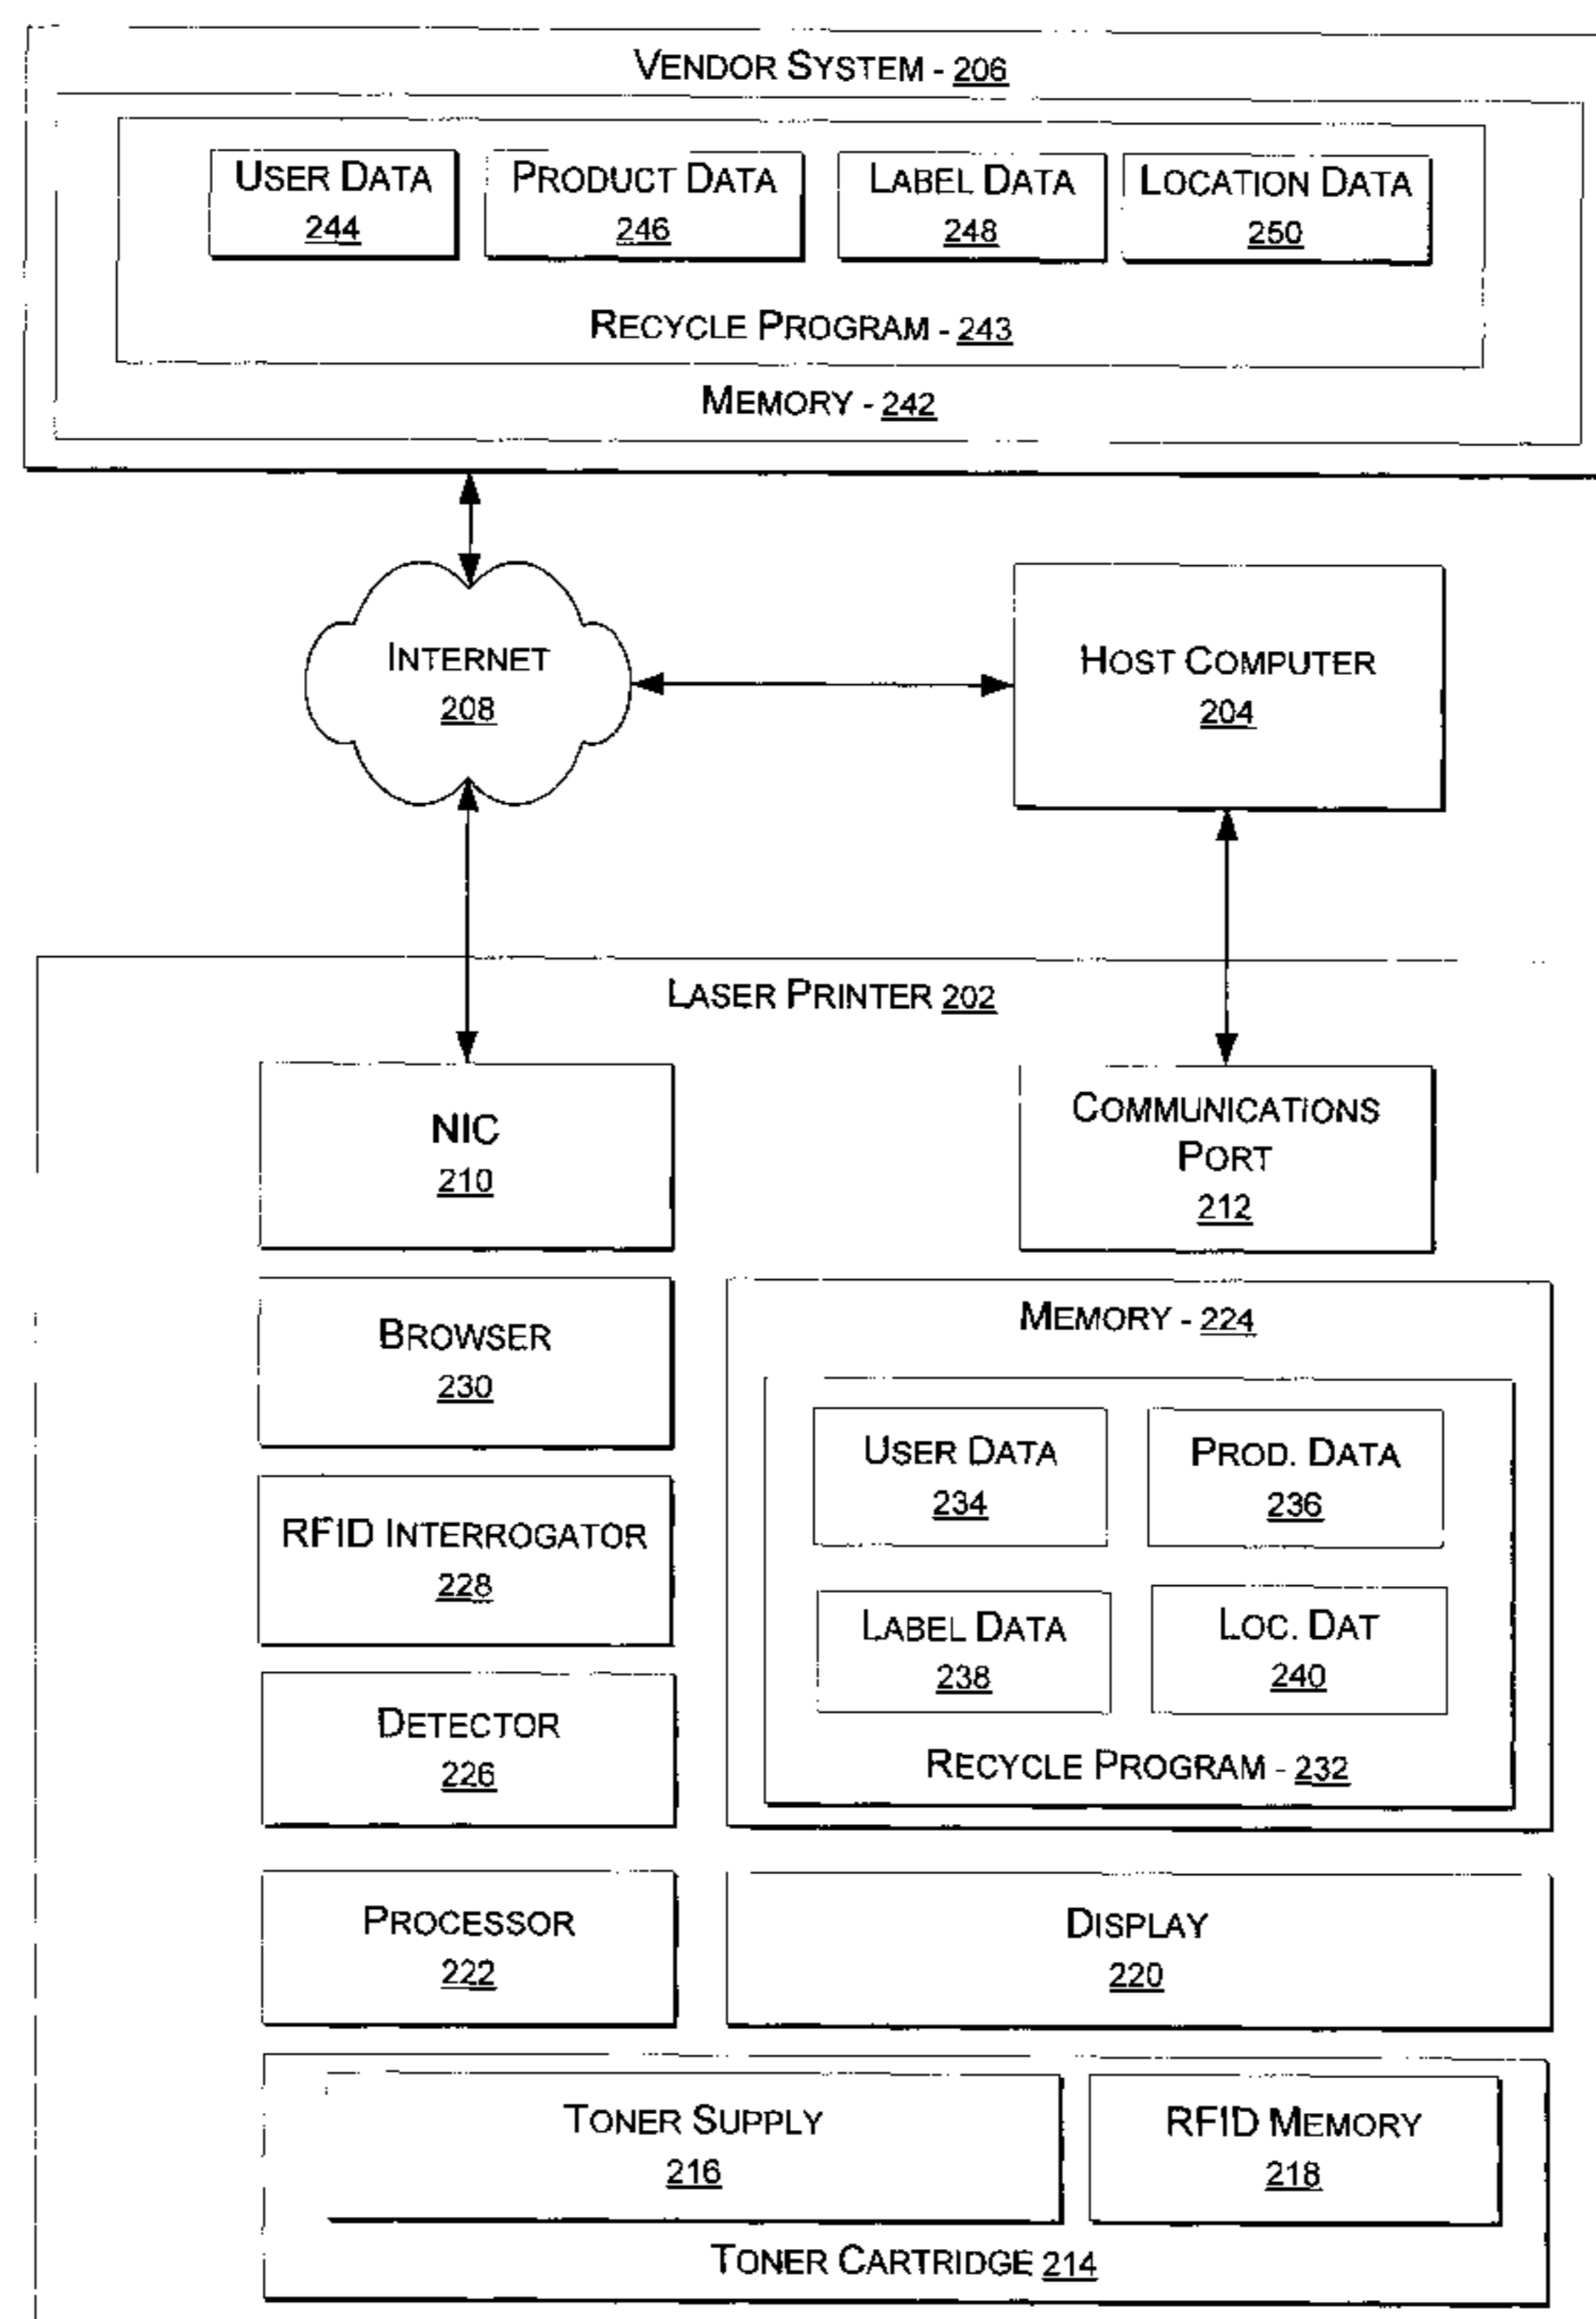 VENDOR SYSTEM - 206
USER DATA
244
PRODUCT DATA
246
LABEL DATA
248
LOCATION DATA
250
RECYCLE PROGRAM - 243
MEMORY - 242
INTERNET
208
HOST COMPUTER
204
LASER PRINTER 202
NIC
210
COMMUNICATIONS
PORT
212
BROWSER
230
MEMORY - 224
USER DATA
234
PROD. DATA
236
RFID INTERROGATOR
228
LABEL DATA
238
LOC. DAT
240
DETECTOR
226
RECYCLE PROGRAM - 232
PROCESSOR
222
DISPLAY
220
TONER SUPPLY
216
RFID MEMORY
218
TONER CARTRIDGE 214